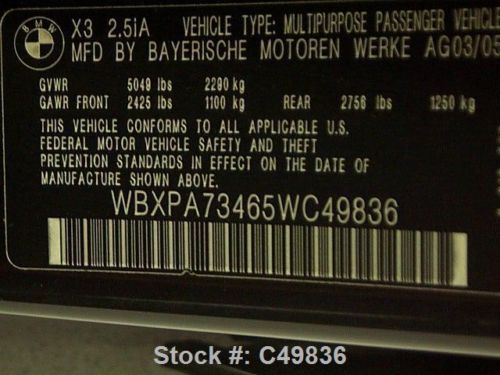 BMW
X3 2.5iA VEHICLE TYPE: MULTIPURPOSE PASSENGER
MFD BY BAYERISCHE MOTOREN WERKE AG03/05
GVWR 5049 lbs 2290 kg
GAWR FRONT 2425 lbs 1100 kg REAR 2756 lbs 1250 kg
THIS VEHICLE CONFORMS TO ALL APPLICABLE U.S.
FEDERAL MOTOR VEHICLE SAFETY AND THEFT
PREVENTION STANDARDS IN EFFECT ON THE DATE OF
MANUFACTURE SHOWN ABOVE:
WBXPA73465WC49836
Stock #: C49836